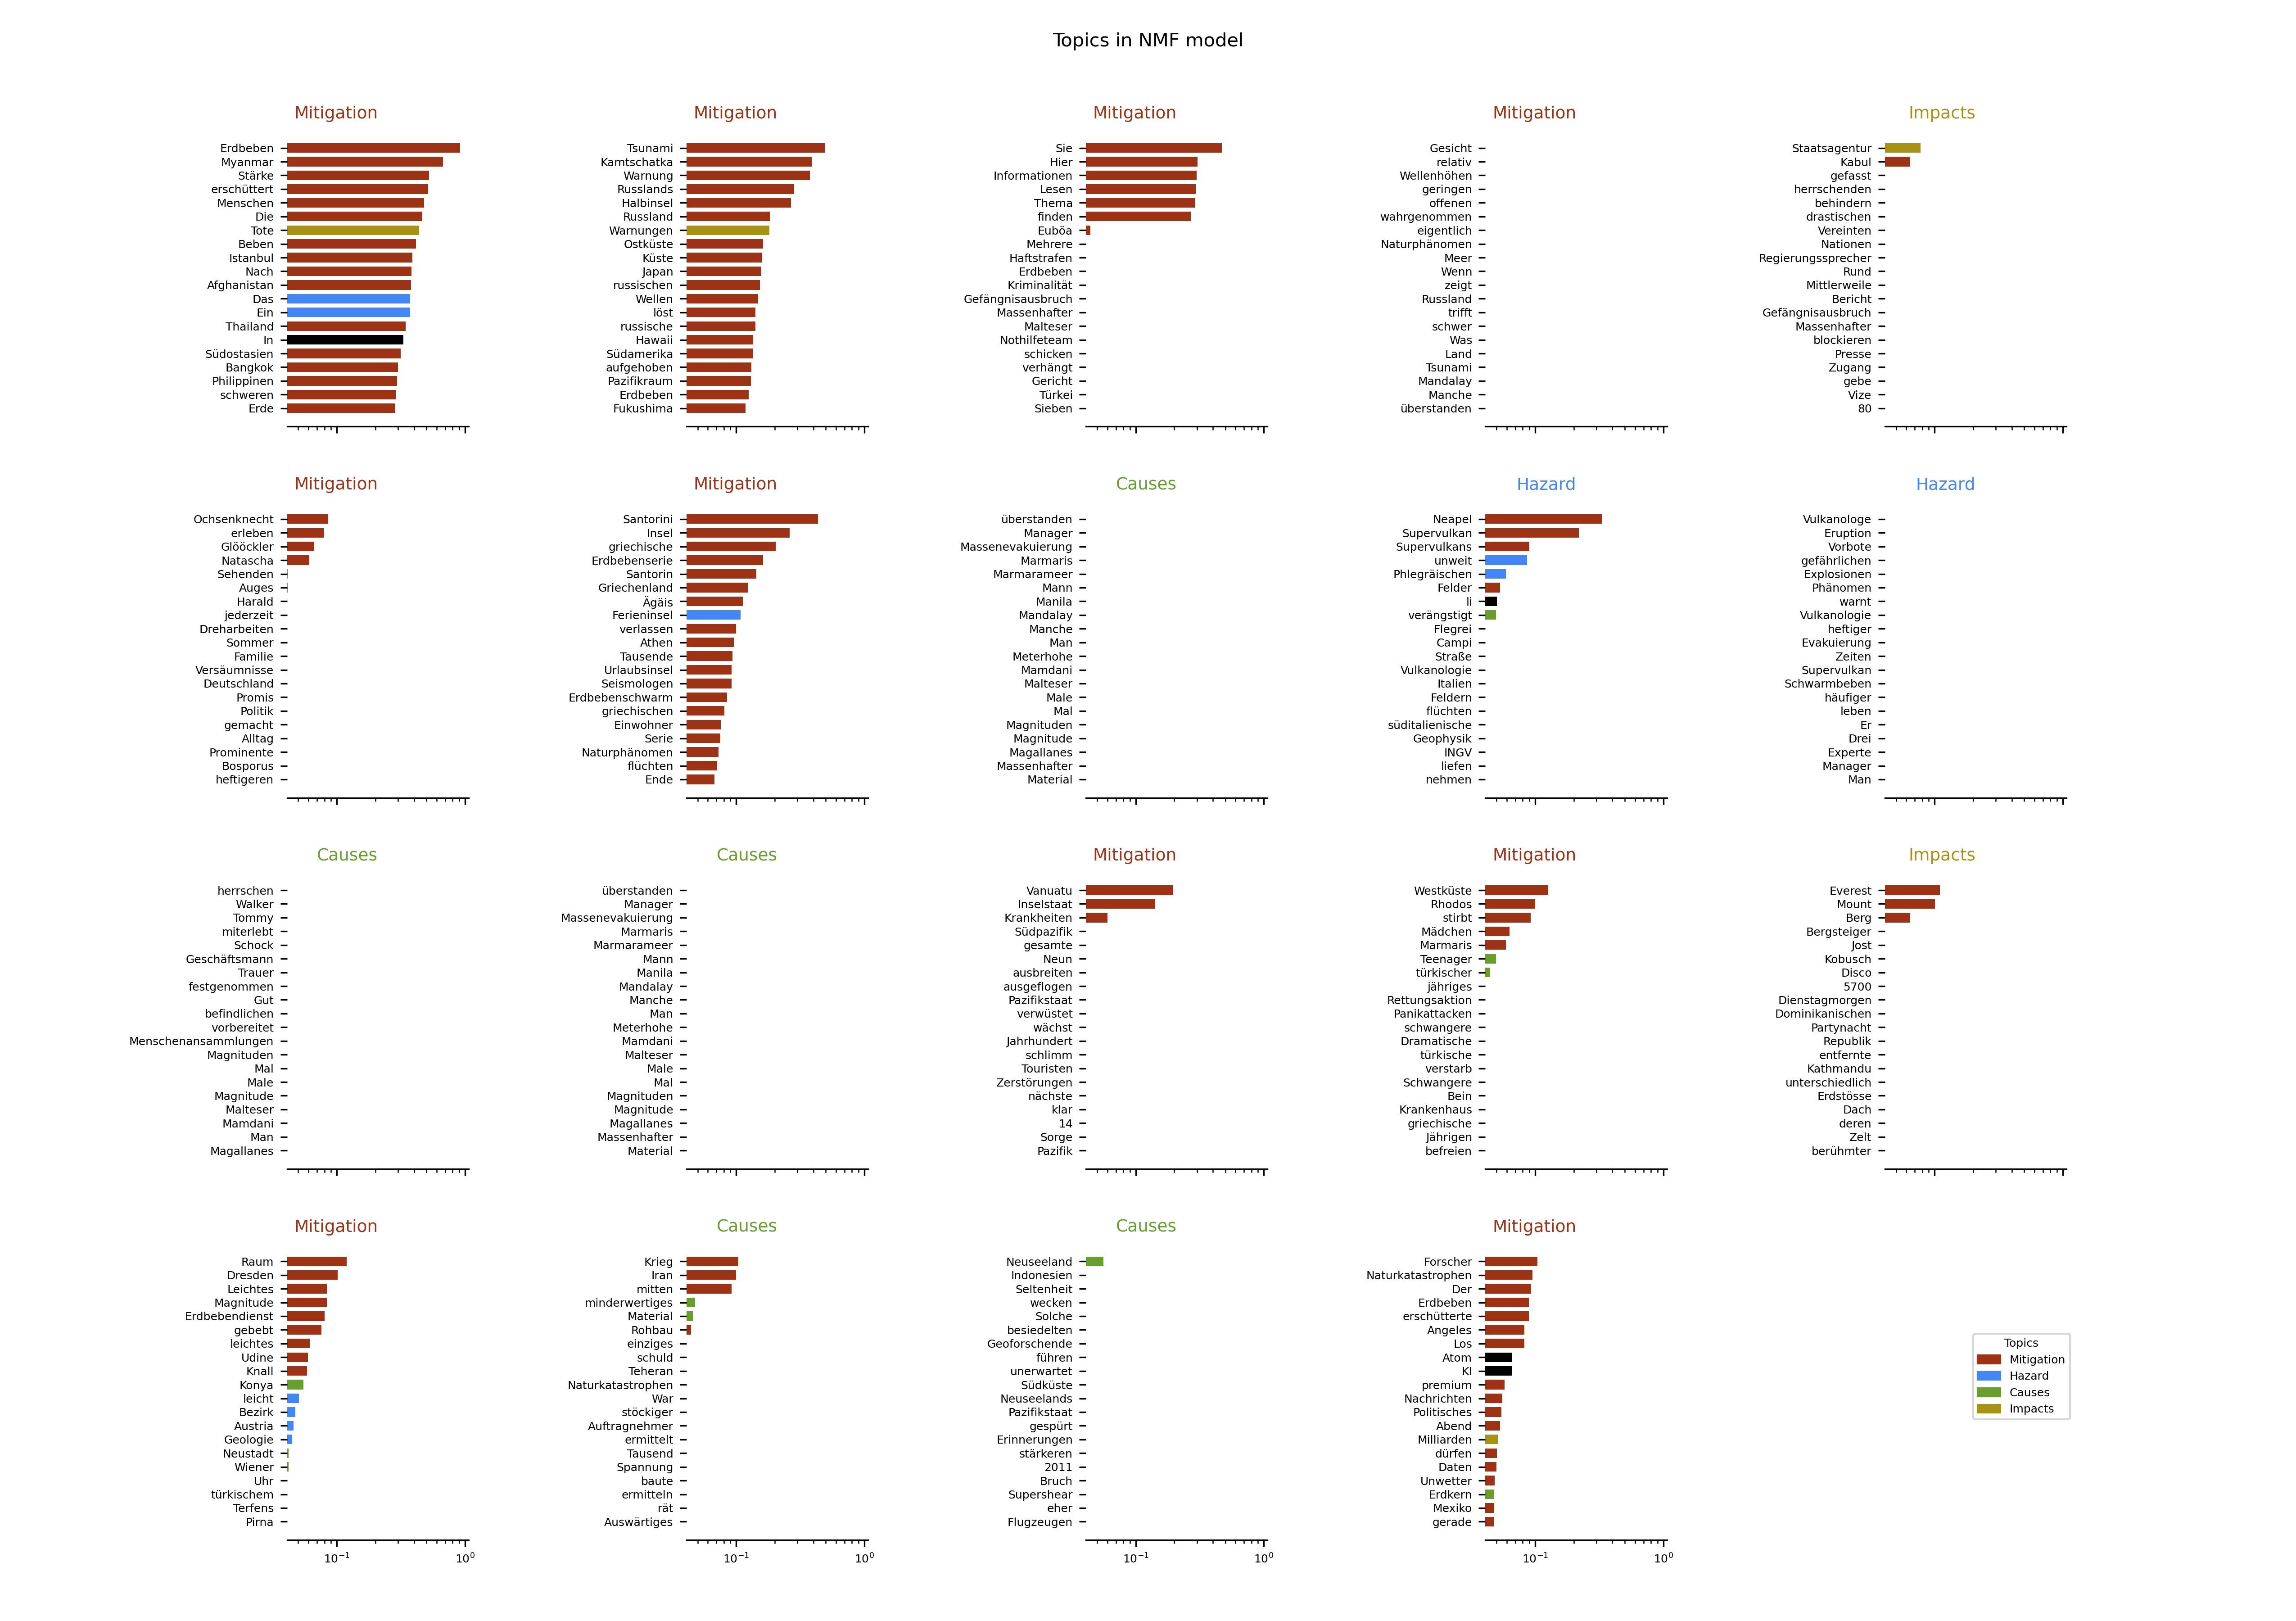 Topics in NMF model
Mitigation
Erdbeben
Myanmar
Stärke
erschüttert
Menschen
Die
Tote
Beben
Istanbul
Nach
Afghanistan
Das
Ein
Thailand
In
Südostasien
Bangkok
Philippinen
schweren
Erde
Mitigation
Tsunami
Kamtschatka
Warnung
Russlands
Halbinsel
Russland
Warnungen
Ostküste
Küste
Japan
russischen
Wellen
löst
russische
Hawaii
Südamerika
aufgehoben
Pazifikraum
Erdbeben
Fukushima
Mitigation
Sie
Hier
Informationen
Lesen
Thema
finden
Euböa
Mehrere
Haftstrafen
Erdbeben
Kriminalität
Gefängnisausbruch
Massenhafter
Malteser
Nothilfeteam
schicken
verhängt
Gericht
Türkei
Sieben
Mitigation
Gesicht
relativ
Wellenhöhen
geringen
offenen
wahrgenommen
eigentlich
Naturphänomen
Meer
Wenn
zeigt
Russland
trifft
schwer
Was
Land
Tsunami
Mandalay
Manche
überstanden
Impacts
Staatsagentur
Kabul
gefasst
herrschenden
behindern
drastischen
Vereinten
Nationen
Regierungssprecher
Rund
Mittlerweile
Bericht
Gefängnisausbruch
Massenhafter
blockieren
Presse
Zugang
gebe
Vize
80
Mitigation
Ochsenknecht
erleben
Glööckler
Natascha
Sehenden
Auges
Harald
jederzeit
Dreharbeiten
Sommer
Familie
Versäumnisse
Deutschland
Promis
Politik
gemacht
Alltag
Prominente
Bosporus
heftigeren
Mitigation
Santorini
Insel
griechische
Erdbebenserie
Santorin
Griechenland
Ägäis
Ferieninsel
verlassen
Athen
Tausende
Urlaubsinsel
Seismologen
Erdbebenschwarm
griechischen
Einwohner
Serie
Naturphänomen
flüchten
Ende
Causes
überstanden
Manager
Massenevakuierung
Marmaris
Marmarameer
Mann
Manila
Mandalay
Manche
Man
Meterhohe
Mamdani
Malteser
Male
Mal
Magnituden
Magnitude
Magallanes
Massenhafter
Material
Hazard
Neapel
Supervulkan
Supervulkans
unweit
Phlegräischen
Felder
li
verängstigt
Flegrei
Campi
Straße
Vulkanologie
Italien
Feldern
flüchten
süditalienische
Geophysik
INGV
liefen
nehmen
Hazard
Vulkanologe
Eruption
Vorbote
gefährlichen
Explosionen
Phänomen
warnt
Vulkanologie
heftiger
Evakuierung
Zeiten
Supervulkan
Schwarmbeben
häufiger
leben
Er
Drei
Experte
Manager
Man
Causes
herrschen
Walker
Tommy
miterlebt
Schock
Geschäftsmann
Trauer
festgenommen
Gut
befindlichen
vorbereitet
Menschenansammlungen
Magnituden
Mal
Male
Magnitude
Malteser
Mamdani
Man
Magallanes
Causes
überstanden
Manager
Massenevakuierung
Marmaris
Marmarameer
Mann
Manila
Mandalay
Manche
Man
Meterhohe
Mamdani
Malteser
Male
Mal
Magnituden
Magnitude
Magallanes
Massenhafter
Material
Mitigation
Vanuatu
Inselstaat
Krankheiten
Südpazifik
gesamte
Neun
ausbreiten
ausgeflogen
Pazifikstaat
verwüstet
wächst
Jahrhundert
schlimm
Touristen
Zerstörungen
nächste
klar
14
Sorge
Pazifik
Mitigation
Westküste
Rhodos
stirbt
Mädchen
Marmaris
Teenager
türkischer
jähriges
Rettungsaktion
Panikattacken
schwangere
Dramatische
türkische
verstarb
Schwangere
Bein
Krankenhaus
griechische
Jährigen
befreien
Impacts
Everest
Mount
Berg
Bergsteiger
Jost
Kobusch
Disco
5700
Dienstagmorgen
Dominikanischen
Partynacht
Republik
entfernte
Kathmandu
unterschiedlich
Erdstösse
Dach
deren
Zelt
berühmter
Mitigation
Raum
Dresden
Leichtes
Magnitude
Erdbebendienst
gebebt
leichtes
Udine
Knall
Konya
leicht
Bezirk
Austria
Geologie
Neustadt
Wiener
Uhr
türkischem
Terfens
Pirna
10⁻¹ 10⁰
Causes
Krieg
Iran
mitten
minderwertiges
Material
Rohbau
einziges
schuld
Teheran
Naturkatastrophen
War
stöckiger
Auftragnehmer
ermittelt
Tausend
Spannung
baute
ermitteln
rät
Auswärtiges
10⁻¹ 10⁰
Causes
Neuseeland
Indonesien
Seltenheit
wecken
Solche
besiedelten
Geoforschende
führen
unerwartet
Südküste
Neuseelands
Pazifikstaat
gespürt
Erinnerungen
stärkeren
2011
Bruch
Supershear
eher
Flugzeugen
10⁻¹ 10⁰
Mitigation
Forscher
Naturkatastrophen
Der
Erdbeben
erschütterte
Angeles
Los
Atom
KI
premium
Nachrichten
Politisches
Abend
Milliarden
dürfen
Daten
Unwetter
Erdkern
Mexiko
gerade
10⁻¹ 10⁰
Topics
Mitigation
Hazard
Causes
Impacts